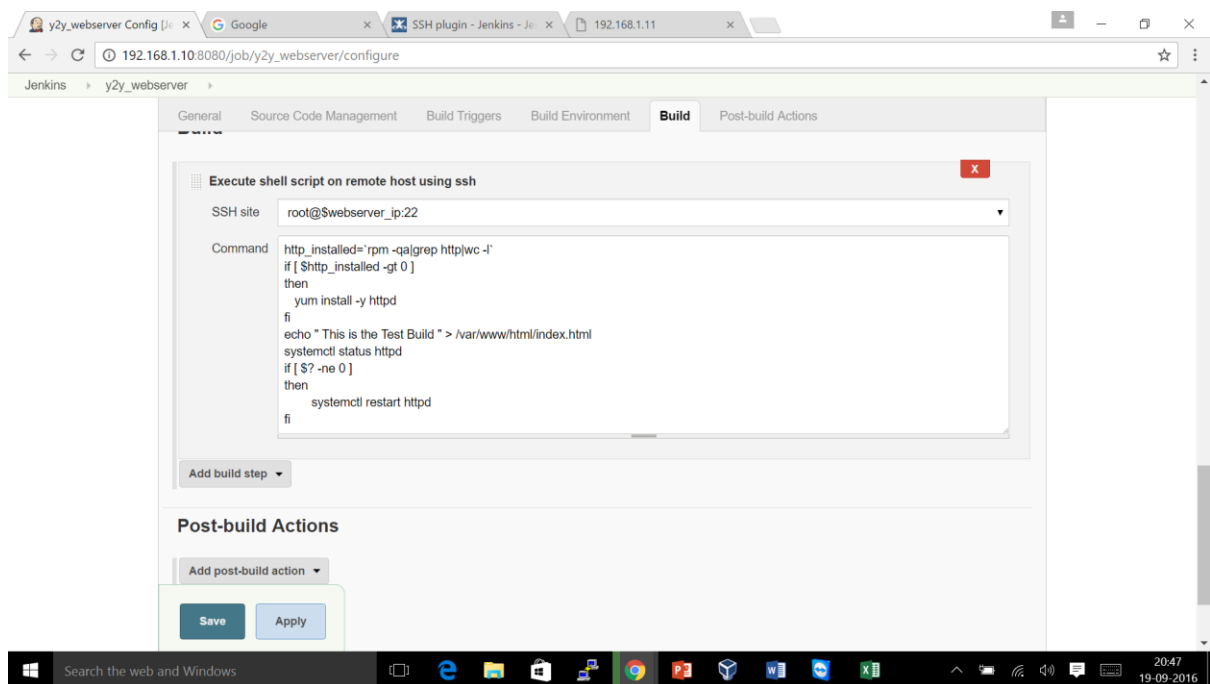 y2y_webserver Config [Je
Google
SSH plugin - Jenkins - Je
192.168.1.11
192.168.1.10:8080/job/y2y_webserver/configure
Jenkins
y2y_webserver
General
Source Code Management
Build Triggers
Build Environment
Build
Post-build Actions
Build
Execute shell script on remote host using ssh
X
SSH site
root@$webserver_ip:22
Command
http_installed=`rpm -qa|grep http|wc -l`
if [ $http_installed -gt 0 ]
then
yum install -y httpd
fi
echo " This is the Test Build " > /var/www/html/index.html
systemctl status httpd
if [ $? -ne 0 ]
then
systemctl restart httpd
fi
Add build step
Post-build Actions
Add post-build action
Save
Apply
Search the web and Windows
20:47
19-09-2016